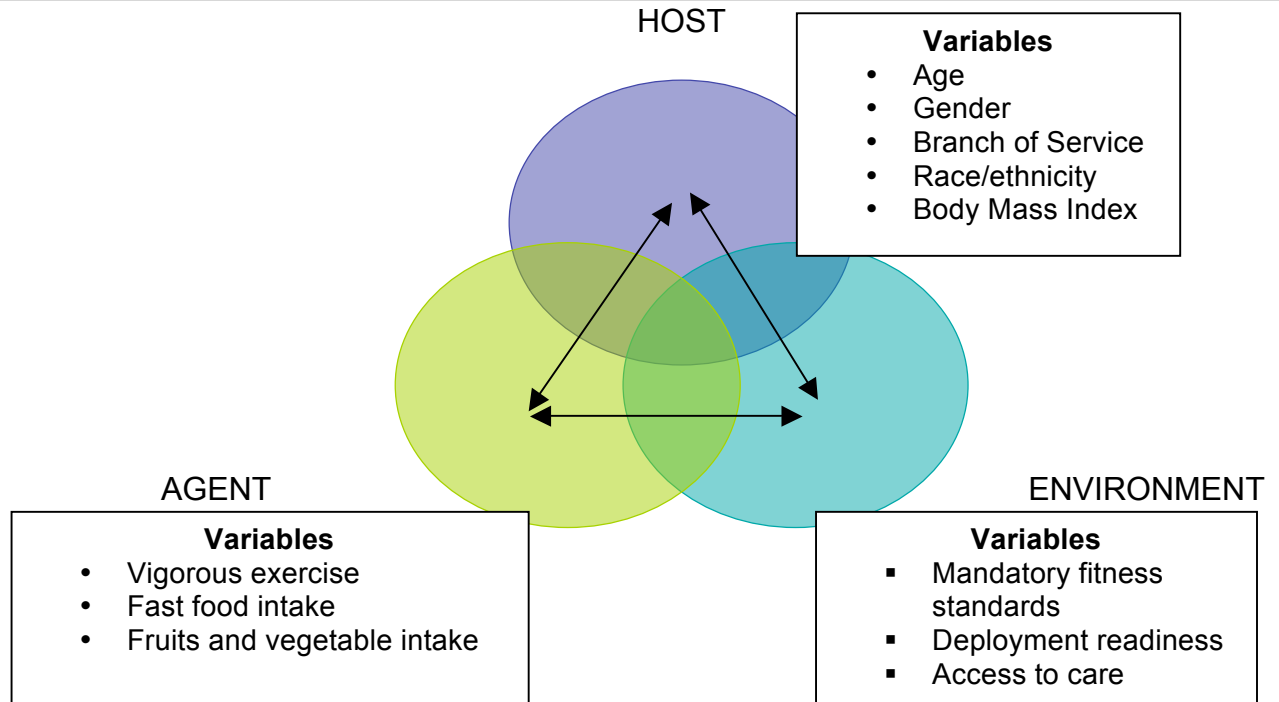 HOST
Variables
• Age
• Gender
• Branch of Service
• Race/ethnicity
• Body Mass Index
AGENT
Variables
• Vigorous exercise
• Fast food intake
• Fruits and vegetable intake
ENVIRONMENT
Variables
▪ Mandatory fitness
standards
▪ Deployment readiness
▪ Access to care